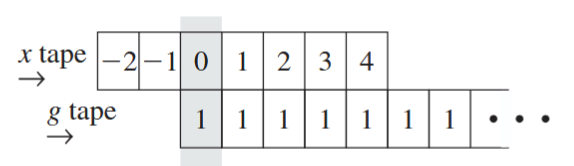 x tape -2 -1 0 1 2 3 4
→
g tape 1 1 1 1 1 1 1 • • •
→